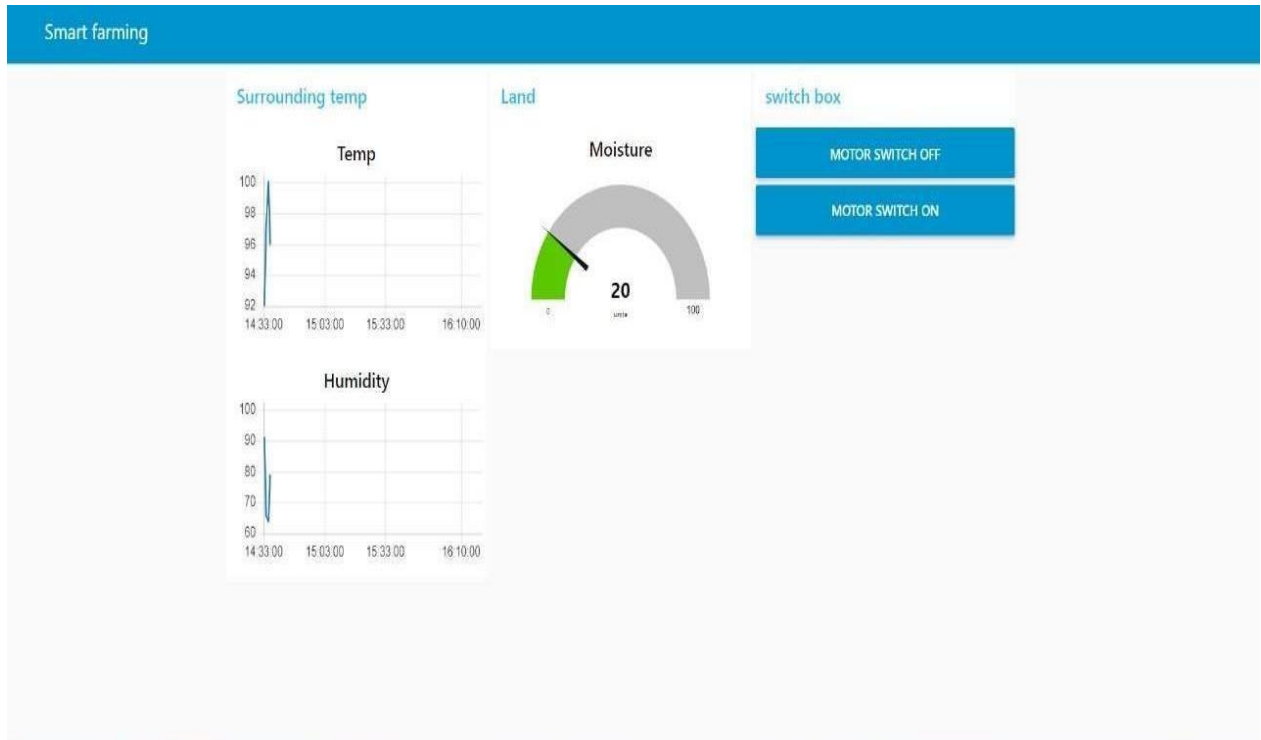 Smart farming
Surrounding temp
Temp
100
98
96
94
92
14:33:00 15:03:00 15:33:00 16:10:00
Humidity
100
90
80
70
60
14:33:00 15:03:00 15:33:00 16:10:00
Land
Moisture
20
0 units 100
switch box
MOTOR SWITCH OFF
MOTOR SWITCH ON